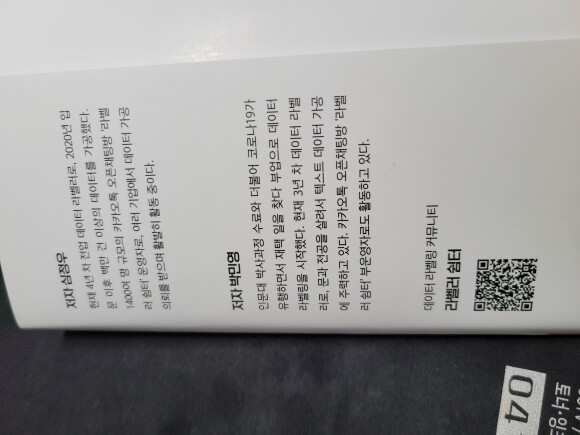 저자 심정우
현재 4년 차 전업 데이터 라벨러로, 2020년 입
문 이후 백만 건 이상의 데이터를 가공했다.
1400여 명 규모의 카카오톡 오픈채팅방 '라벨
러 쉼터' 운영자로, 여러 기업에서 데이터 가공
의뢰를 받으며 활발히 활동 중이다.
저자 박민영
인문대 박사과정 수료와 더불어 코로나19가
유행하면서 재택 일을 찾다 부업으로 데이터
라벨링을 시작했다. 현재 3년 차 데이터 라벨
러로, 문과 전공을 살려서 텍스트 데이터 가공
에 주력하고 있다. 카카오톡 오픈채팅방 '라벨
러 쉼터' 부운영자로도 활동하고 있다.
데이터 라벨링 커뮤니티
라벨러 쉼터
04